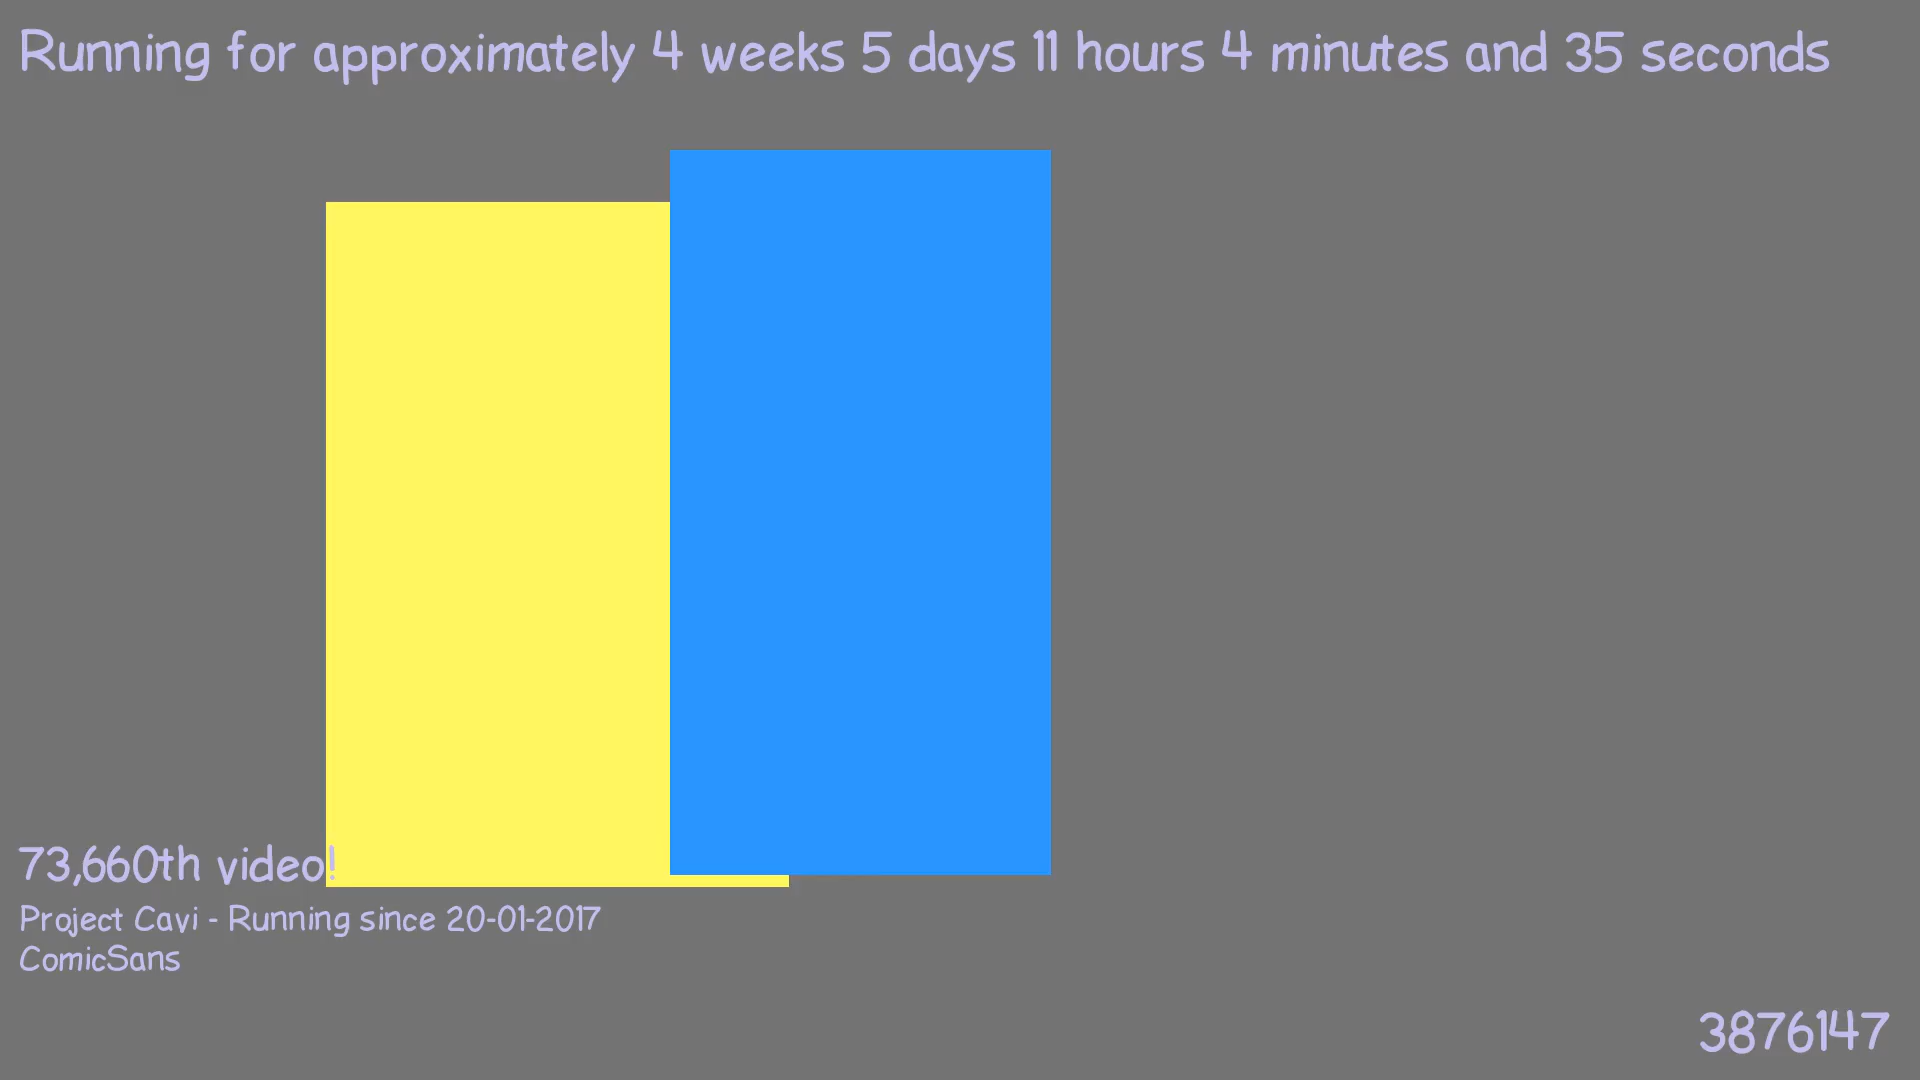 Running for approximately 4 weeks 5 days 11 hours 4 minutes and 35 seconds
73,660th video!
Project Cavi - Running since 20-01-2017
ComicSans
3876147